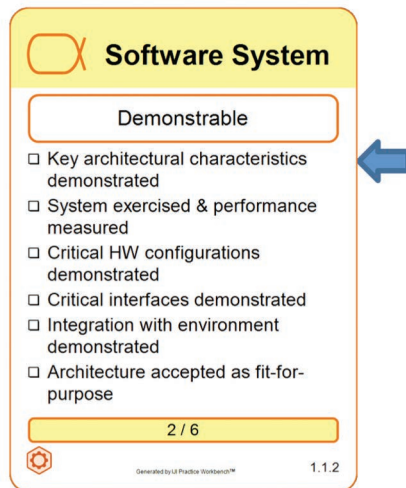 Software System
Demonstrable
❑ Key architectural characteristics
demonstrated
❑ System exercised & performance
measured
❑ Critical HW configurations
demonstrated
❑ Critical interfaces demonstrated
❑ Integration with environment
demonstrated
❑ Architecture accepted as fit-for-
purpose
2 / 6
Generated by IJI Practice Workbench™
1.1.2